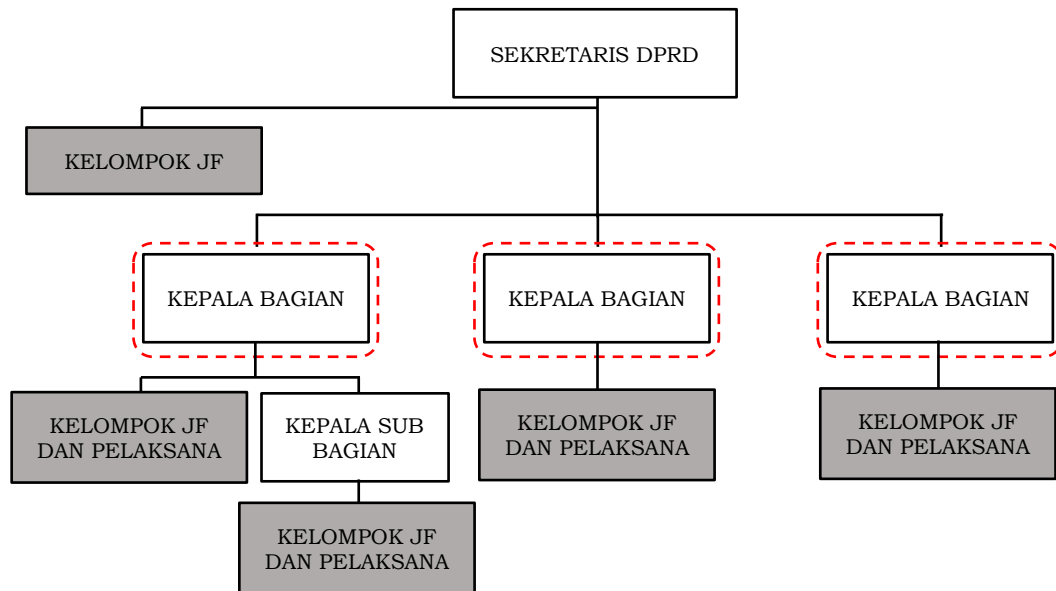 SEKRETARIS DPRD
KELOMPOK JF
KEPALA BAGIAN
KEPALA BAGIAN
KEPALA BAGIAN
KELOMPOK JF
DAN PELAKSANA
KEPALA SUB
BAGIAN
KELOMPOK JF
DAN PELAKSANA
KELOMPOK JF
DAN PELAKSANA
KELOMPOK JF
DAN PELAKSANA